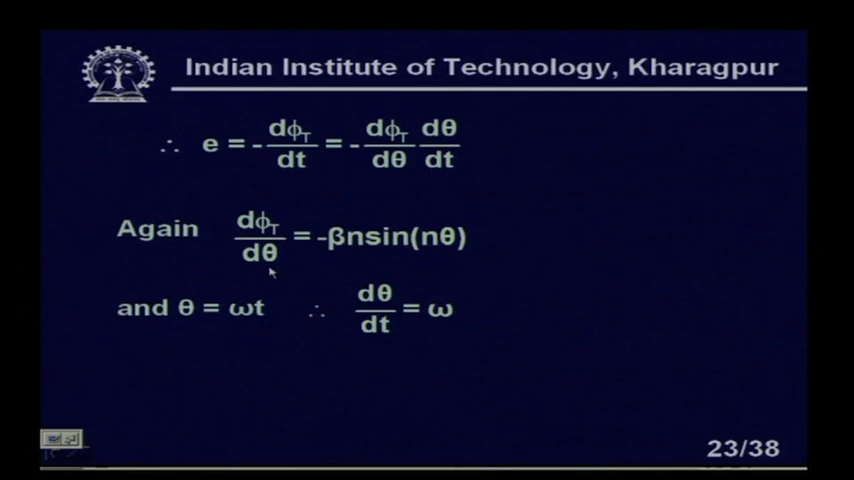 Indian Institute of Technology, Kharagpur
∴ e = - dϕT/dt = - dϕT/dθ dθ/dt
Again dϕT/dθ = -βnsin(nθ)
and θ = ωt ∴ dθ/dt = ω
23/38